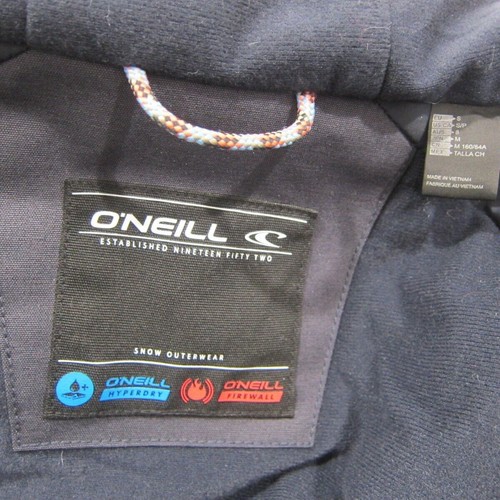 O'NEILL
ESTABLISHED NINETEEN FIFTY TWO
SNOW OUTERWEAR
O'NEILL
HYPERDRY
O'NEILL
FIREWALL
S
S/P
S
M
M 160/84A
TALLA CH
MADE IN VIETNAM
FABRIQUÉ AU VIETNAM